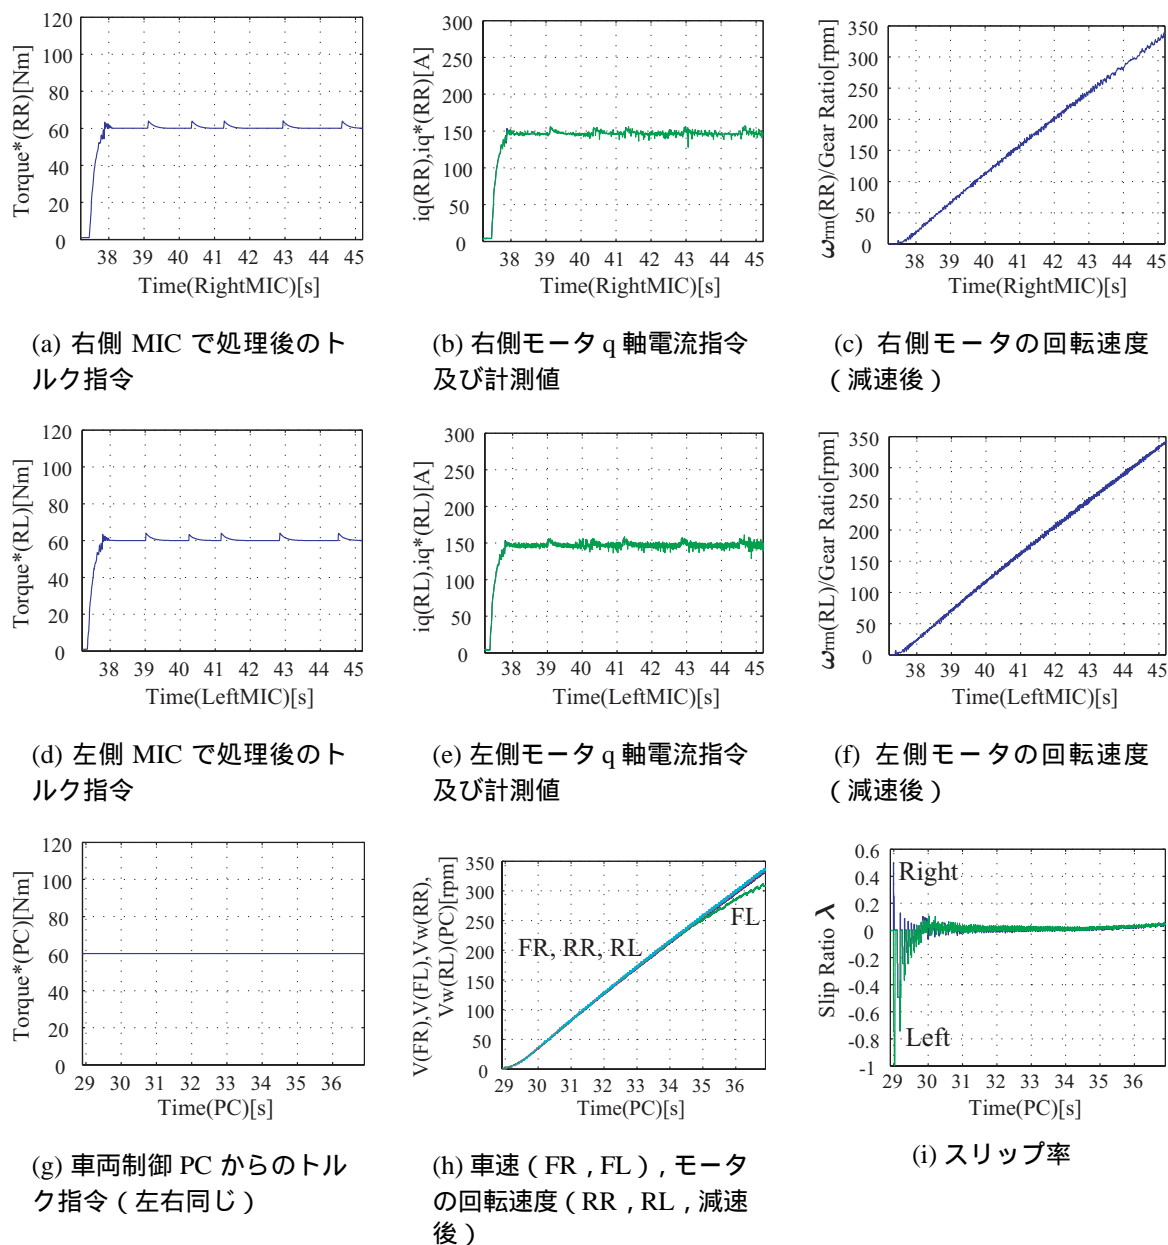 120
100
80
60
40
20
0
Torque*(RR)[Nm]
38 39 40 41 42 43 44 45
Time(RightMIC)[s]
(a) 右側 MIC で処理後のト
ルク指令
300
250
200
150
100
50
0
iq(RR),iq*(RR)[A]
38 39 40 41 42 43 44 45
Time(RightMIC)[s]
(b) 右側モータ q 軸電流指令
及び計測値
350
300
250
200
150
100
50
0
ωrm(RR)/Gear Ratio[rpm]
38 39 40 41 42 43 44 45
Time(RightMIC)[s]
(c) 右側モータの回転速度
(減速後)
120
100
80
60
40
20
0
Torque*(RL)[Nm]
38 39 40 41 42 43 44 45
Time(LeftMIC)[s]
(d) 左側 MIC で処理後のト
ルク指令
300
250
200
150
100
50
0
iq(RL),iq*(RL)[A]
38 39 40 41 42 43 44 45
Time(LeftMIC)[s]
(e) 左側モータ q 軸電流指令
及び計測値
350
300
250
200
150
100
50
0
ωrm(RL)/Gear Ratio[rpm]
38 39 40 41 42 43 44 45
Time(LeftMIC)[s]
(f) 左側モータの回転速度
(減速後)
120
100
80
60
40
20
0
Torque*(PC)[Nm]
29 30 31 32 33 34 35 36
Time(PC)[s]
(g) 車両制御 PC からのトル
ク指令(左右同じ)
350
300
250
200
150
100
50
0
V(FR),V(FL),Vw(RR),
Vw(RL)(PC)[rpm]
FR, RR, RL
FL
29 30 31 32 33 34 35 36
Time(PC)[s]
(h) 車速(FR,FL),モータ
の回転速度(RR,RL,減速
後)
0.6
0.4
0.2
0
-0.2
-0.4
-0.6
-0.8
-1
Slip Ratio λ
Right
Left
29 30 31 32 33 34 35 36
Time(PC)[s]
(i) スリップ率